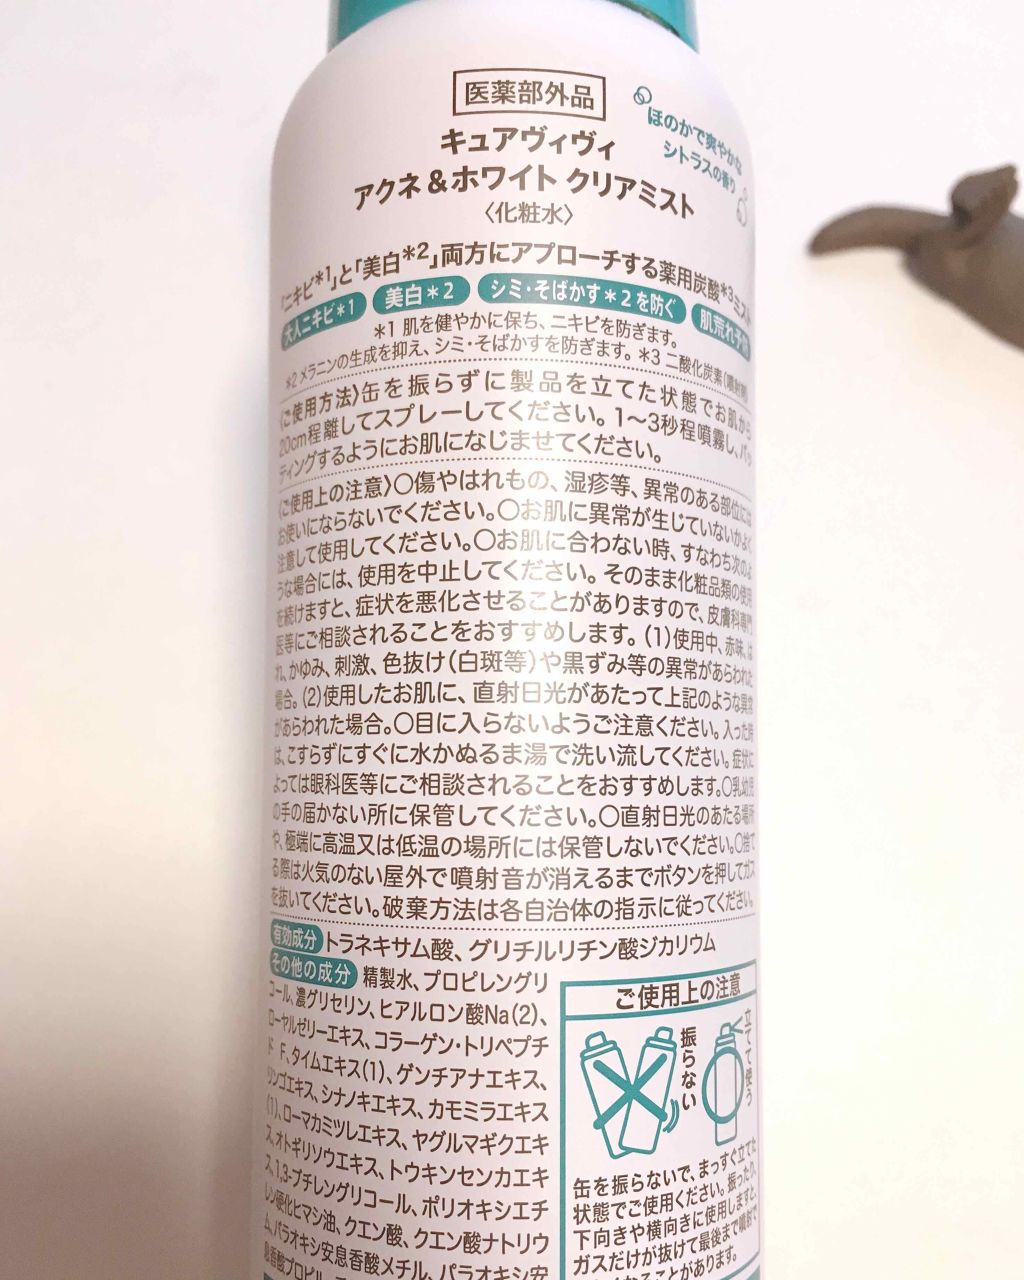 医薬部外品
ほのかで爽やかな
シトラスの香り
キュアヴィヴィ
アクネ&ホワイト クリアミスト
〈化粧水〉
「ニキビ*1」と「美白*2」両方にアプローチする薬用炭酸*3ミスト
大人ニキビ*1 美白*2 シミ・そばかす*2を防ぐ 肌荒れ予防
*1 肌を健やかに保ち、ニキビを防ぎます。
*2 メラニンの生成を抑え、シミ・そばかすを防ぎます。 *3 二酸化炭素(噴射剤)
〈ご使用方法〉缶を振らずに製品を立てた状態でお肌から
20cm程離してスプレーしてください。1〜3秒程噴霧し、パッ
ティングするようにお肌になじませてください。
〈ご使用上の注意〉○傷やはれもの、湿疹等、異常のある部位には
お使いにならないでください。○お肌に異常が生じていないかよく
注意して使用してください。○お肌に合わない時、すなわち次のよ
うな場合には、使用を中止してください。そのまま化粧品類の使用
を続けますと、症状を悪化させることがありますので、皮膚科専門
医等にご相談されることをおすすめします。(1)使用中、赤味、は
れ、かゆみ、刺激、色抜け(白斑等)や黒ずみ等の異常があらわれた
場合。(2)使用したお肌に、直射日光があたって上記のような異常
があらわれた場合。○目に入らないようご注意ください。入った時
は、こすらずにすぐに水かぬるま湯で洗い流してください。症状に
よっては眼科医等にご相談されることをおすすめします。○乳幼児
の手の届かない所に保管してください。○直射日光のあたる場所
や、極端に高温又は低温の場所には保管しないでください。○捨て
る際は火気のない屋外で噴射音が消えるまでボタンを押してガス
を抜いてください。破棄方法は各自治体の指示に従ってください。
有効成分 トラネキサム酸、グリチルリチン酸ジカリウム
その他の成分 精製水、プロピレングリ
コール、濃グリセリン、ヒアルロン酸Na(2)、
ローヤルゼリーエキス、コラーゲン・トリペプチ
ド F、タイムエキス(1)、ゲンチアナエキス、
リンゴエキス、シナノキエキス、カモミラエキス
(1)、ローマカミツレエキス、ヤグルマギクエキ
ス、オトギリソウエキス、トウキンセンカエキ
ス、1,3-ブチレングリコール、ポリオキシエチ
レン硬化ヒマシ油、クエン酸、クエン酸ナトリウ
ム、パラオキシ安息香酸メチル、パラオキシ安
息香酸プロピル、
ご使用上の注意
振らない
立てて使う
缶を振らないで、まっすぐ立てた
状態でご使用ください。振ったり、
下向きや横向きに使用しますと、
ガスだけが抜けて最後まで噴射で
なることがあります。